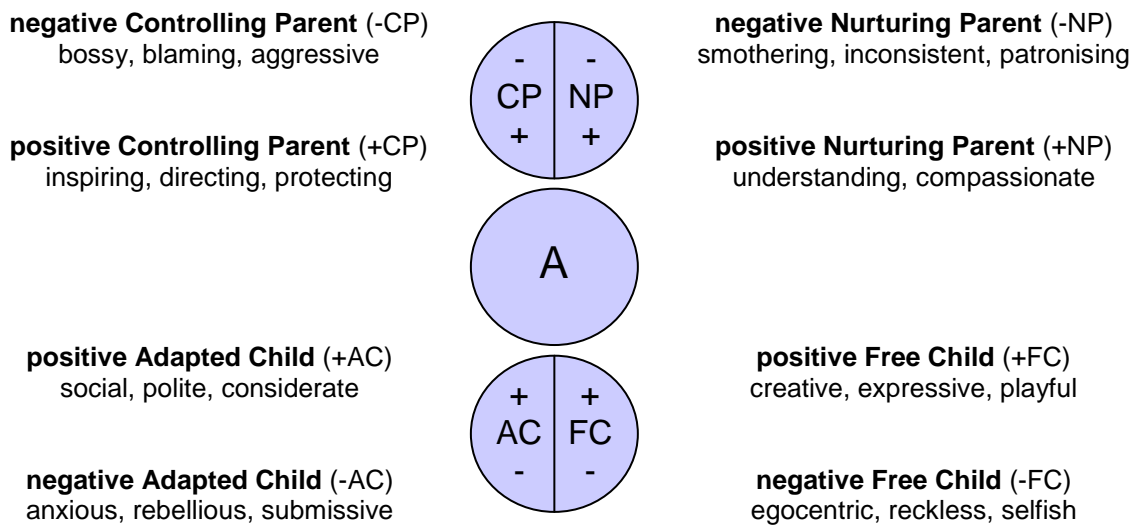 negative Controlling Parent (-CP)
bossy, blaming, aggressive
negative Nurturing Parent (-NP)
smothering, inconsistent, patronising
- -
CP NP
+ +
positive Controlling Parent (+CP)
inspiring, directing, protecting
positive Nurturing Parent (+NP)
understanding, compassionate
A
positive Adapted Child (+AC)
social, polite, considerate
positive Free Child (+FC)
creative, expressive, playful
+ +
AC FC
- -
negative Adapted Child (-AC)
anxious, rebellious, submissive
negative Free Child (-FC)
egocentric, reckless, selfish